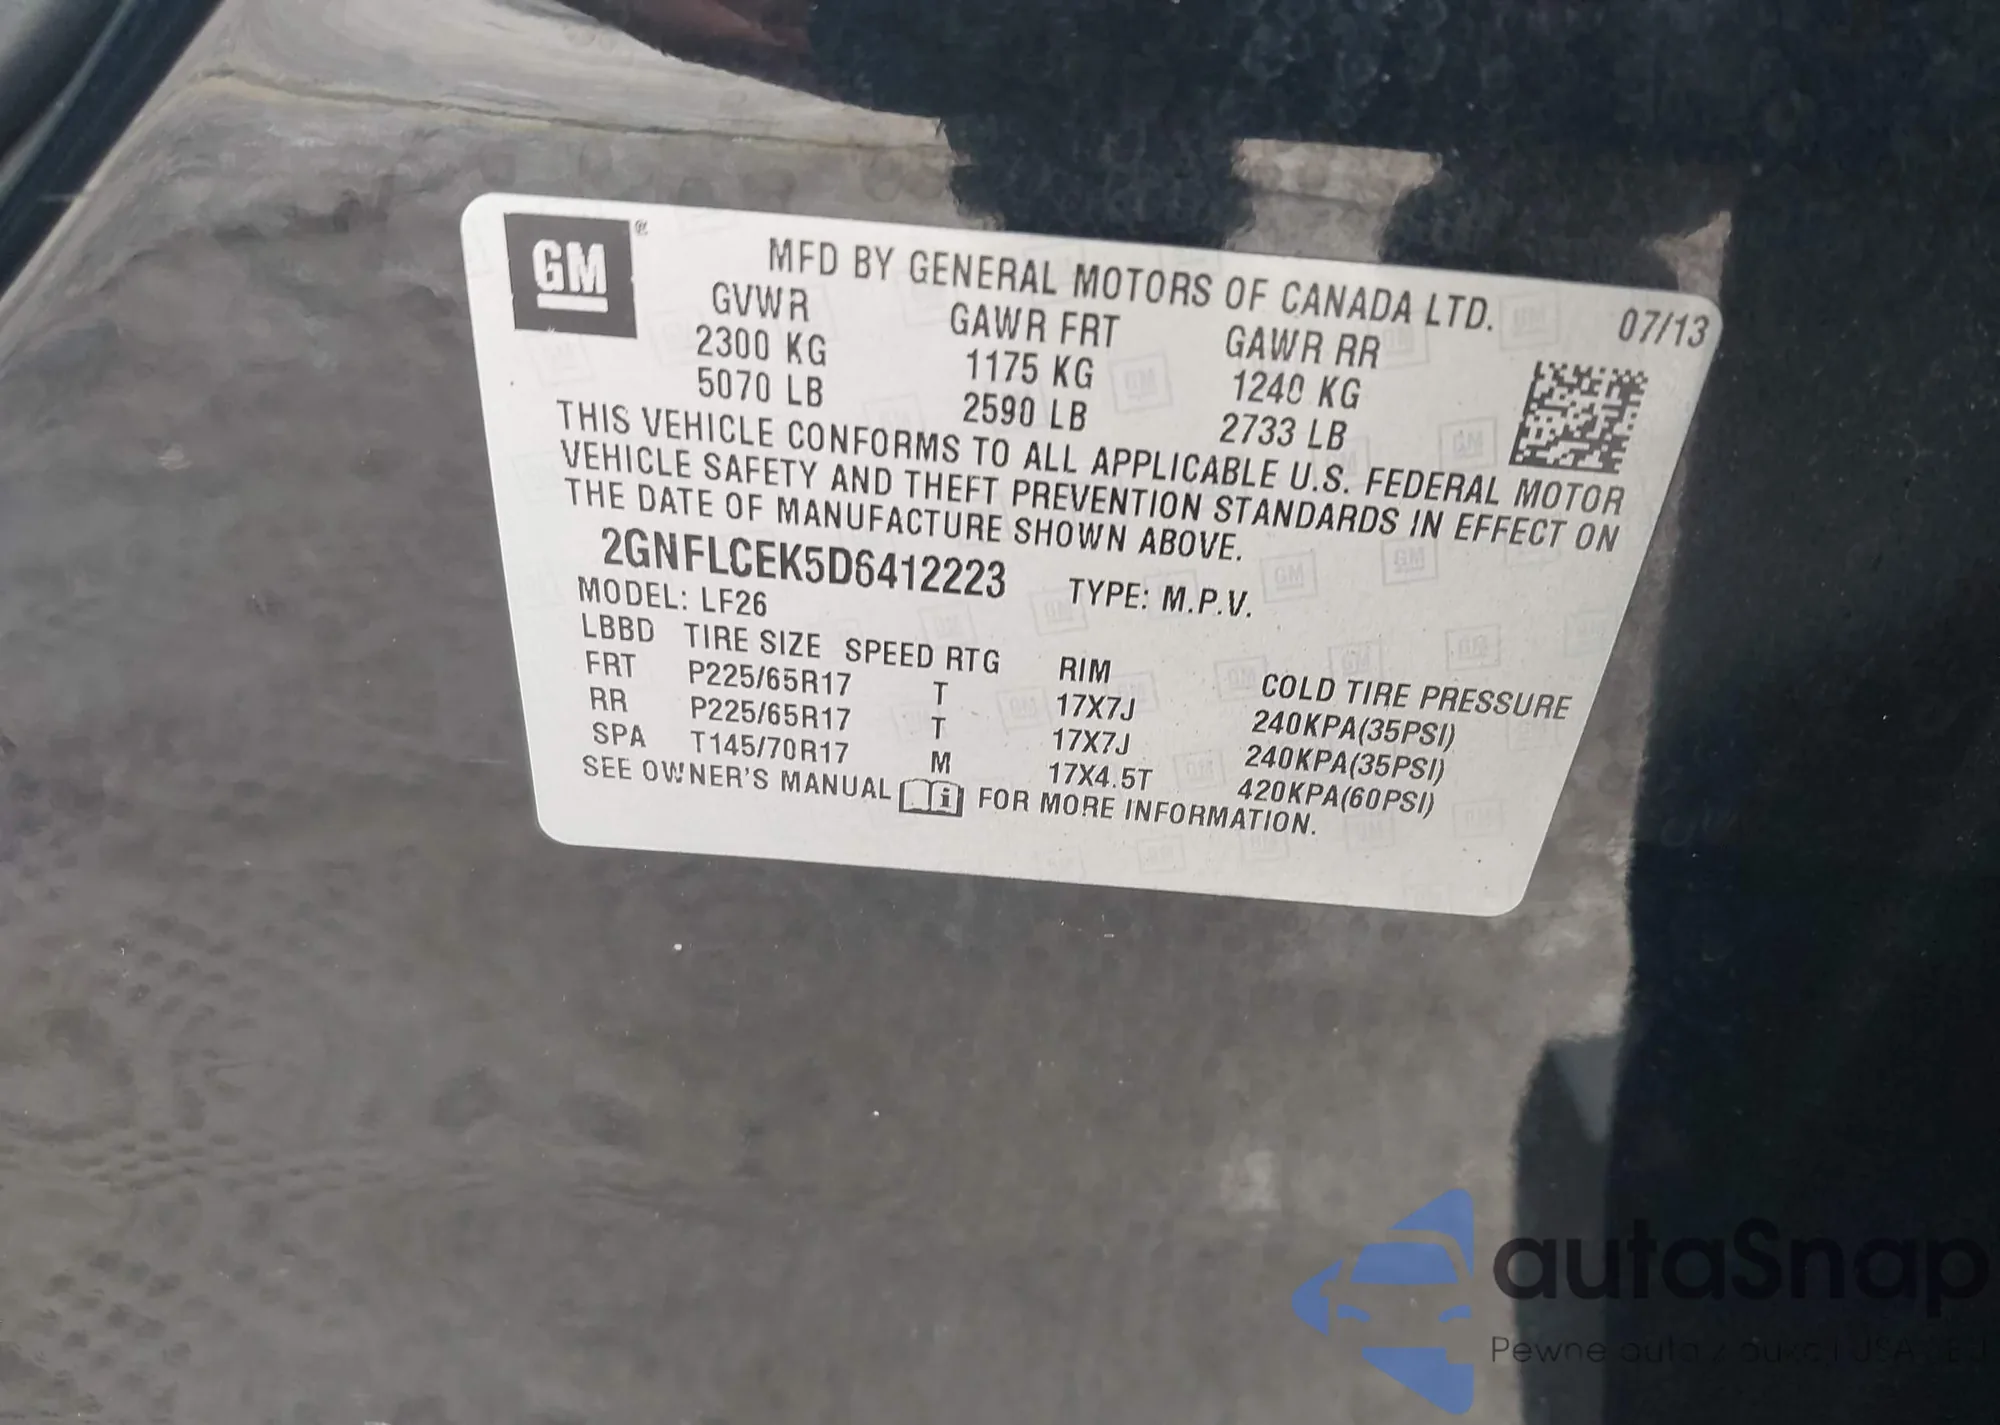 GM ®
MFD BY GENERAL MOTORS OF CANADA LTD.
07/13
GVWR GAWR FRT GAWR RR
2300 KG 1175 KG 1240 KG
5070 LB 2590 LB 2733 LB
THIS VEHICLE CONFORMS TO ALL APPLICABLE U.S. FEDERAL MOTOR
VEHICLE SAFETY AND THEFT PREVENTION STANDARDS IN EFFECT ON
THE DATE OF MANUFACTURE SHOWN ABOVE.
2GNFLCEK5D6412223 TYPE: M.P.V.
MODEL: LF26
LBBD TIRE SIZE SPEED RTG RIM COLD TIRE PRESSURE
FRT P225/65R17 T 17X7J 240KPA(35PSI)
RR P225/65R17 T 17X7J 240KPA(35PSI)
SPA T145/70R17 M 17X4.5T 420KPA(60PSI)
SEE OWNER'S MANUAL i FOR MORE INFORMATION.
autaSnap
Pewne auto z